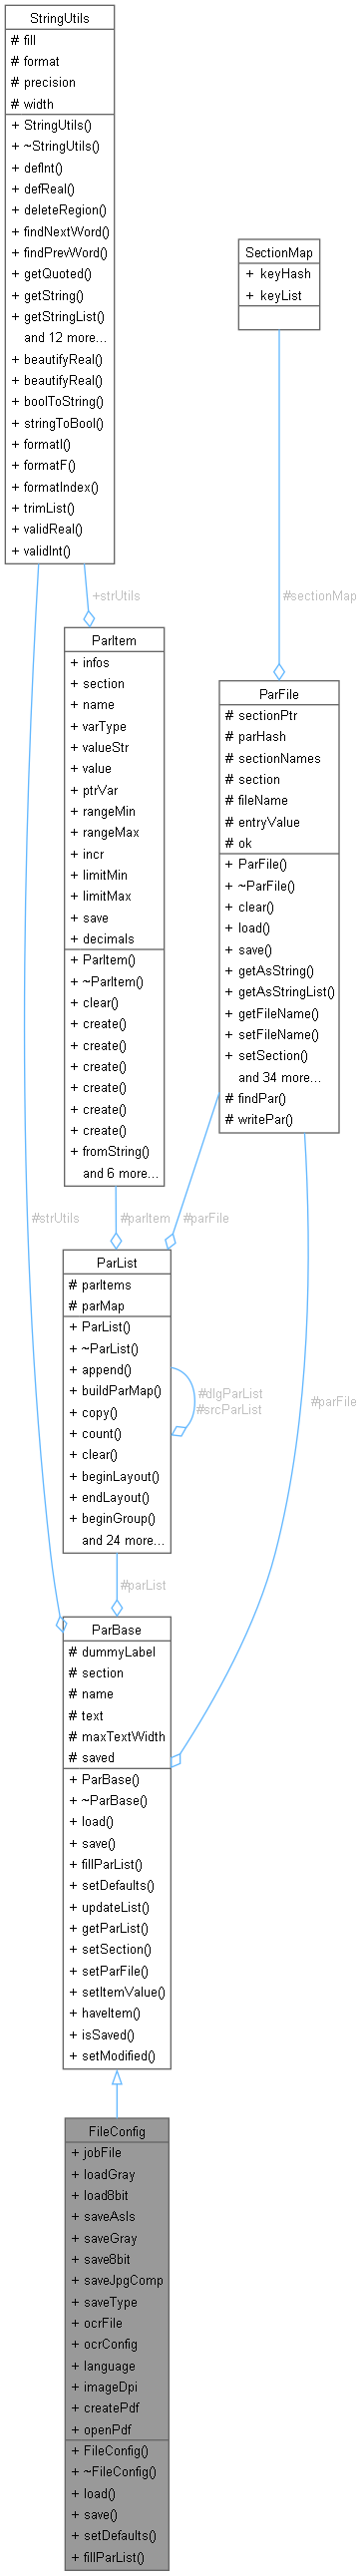 StringUtils
# fill
# format
# precision
# width
+ StringUtils()
+ ~StringUtils()
+ defInt()
+ defReal()
+ deleteRegion()
+ findNextWord()
+ findPrevWord()
+ getQuoted()
+ getString()
+ getStringList()
and 12 more...
+ beautifyReal()
+ beautifyReal()
+ boolToString()
+ stringToBool()
+ formatI()
+ formatF()
+ formatIndex()
+ trimList()
+ validReal()
+ validInt()
SectionMap
+ keyHash
+ keyList
+strUtils
#sectionMap
ParItem
+ infos
+ section
+ name
+ varType
+ valueStr
+ value
+ ptrVar
+ rangeMin
+ rangeMax
+ incr
+ limitMin
+ limitMax
+ save
+ decimals
+ ParItem()
+ ~ParItem()
+ clear()
+ create()
+ create()
+ create()
+ create()
+ create()
+ create()
+ fromString()
and 6 more...
ParFile
# sectionPtr
# parHash
# sectionNames
# section
# fileName
# entryValue
# ok
+ ParFile()
+ ~ParFile()
+ clear()
+ load()
+ save()
+ getAsString()
+ getAsStringList()
+ getFileName()
+ setFileName()
+ setSection()
and 34 more...
# findPar()
# writePar()
#strUtils
#parItem
#parFile
ParList
# parItems
# parMap
+ ParList()
+ ~ParList()
+ append()
+ buildParMap()
+ copy()
+ count()
+ clear()
+ beginLayout()
+ endLayout()
+ beginGroup()
and 24 more...
#dlgParList
#srcParList
#parFile
#parList
ParBase
# dummyLabel
# section
# name
# text
# maxTextWidth
# saved
+ ParBase()
+ ~ParBase()
+ load()
+ save()
+ fillParList()
+ setDefaults()
+ updateList()
+ getParList()
+ setSection()
+ setParFile()
+ setItemValue()
+ haveItem()
+ isSaved()
+ setModified()
FileConfig
+ jobFile
+ loadGray
+ load8bit
+ saveAsIs
+ saveGray
+ save8bit
+ saveJpgComp
+ saveType
+ ocrFile
+ ocrConfig
+ language
+ imageDpi
+ createPdf
+ openPdf
+ FileConfig()
+ ~FileConfig()
+ load()
+ save()
+ setDefaults()
+ fillParList()